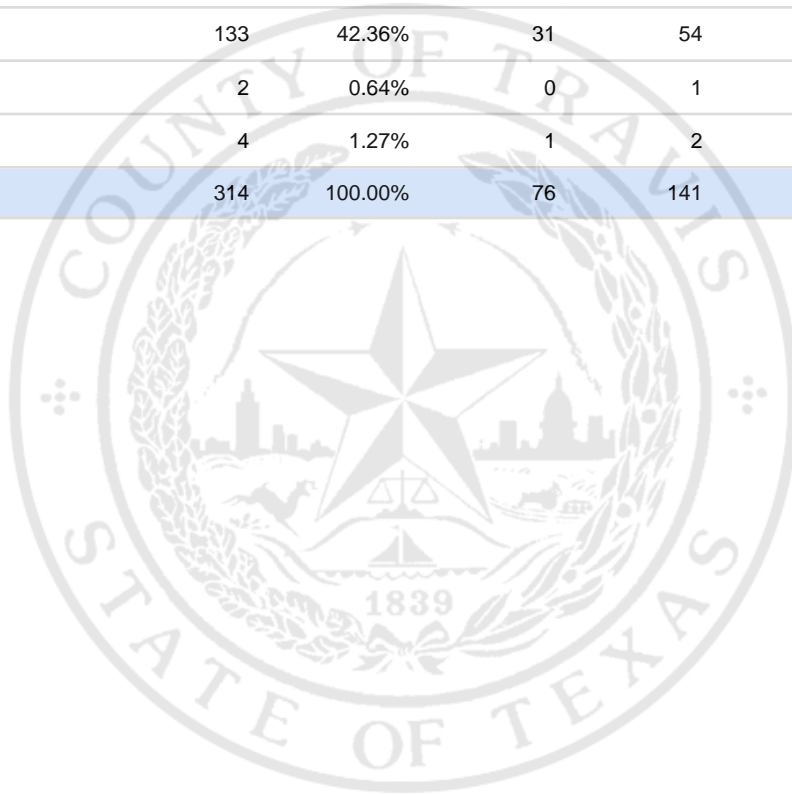 133 42.36% 31 54
2 0.64% 0 1
4 1.27% 1 2
314 100.00% 76 141
COUNTY OF TRAVIS
1839
STATE OF TEXAS